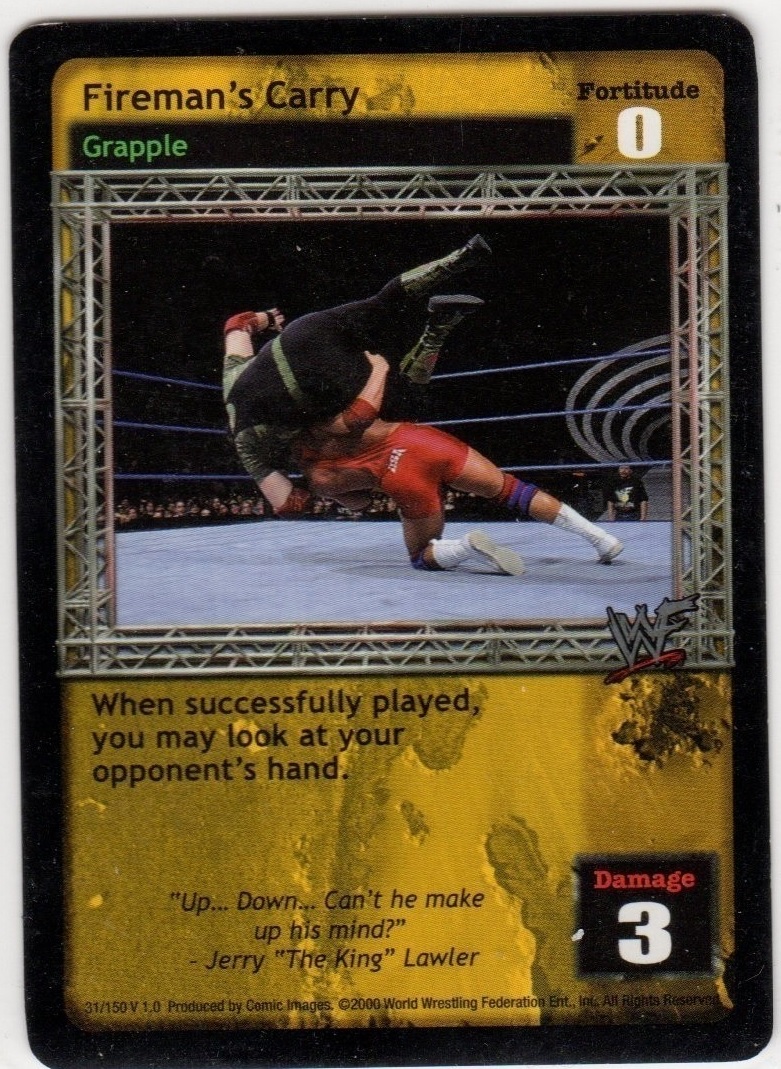 Fireman's Carry
Fortitude
0
Grapple
WF
When successfully played,
you may look at your
opponent's hand.
"Up... Down... Can't he make
up his mind?"
- Jerry "The King" Lawler
Damage
3
31/150 V 1.0 Produced by Comic Images. ©2000 World Wrestling Federation Ent., Inc. All Rights Reserved